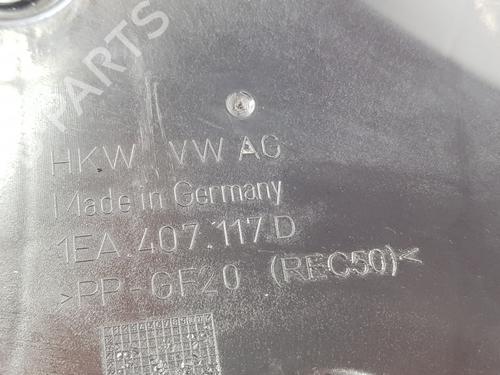 HKW VW AG
Made in Germany
1EA.407.117 D
>PP-GF20 (REC50)<
B-PARTS